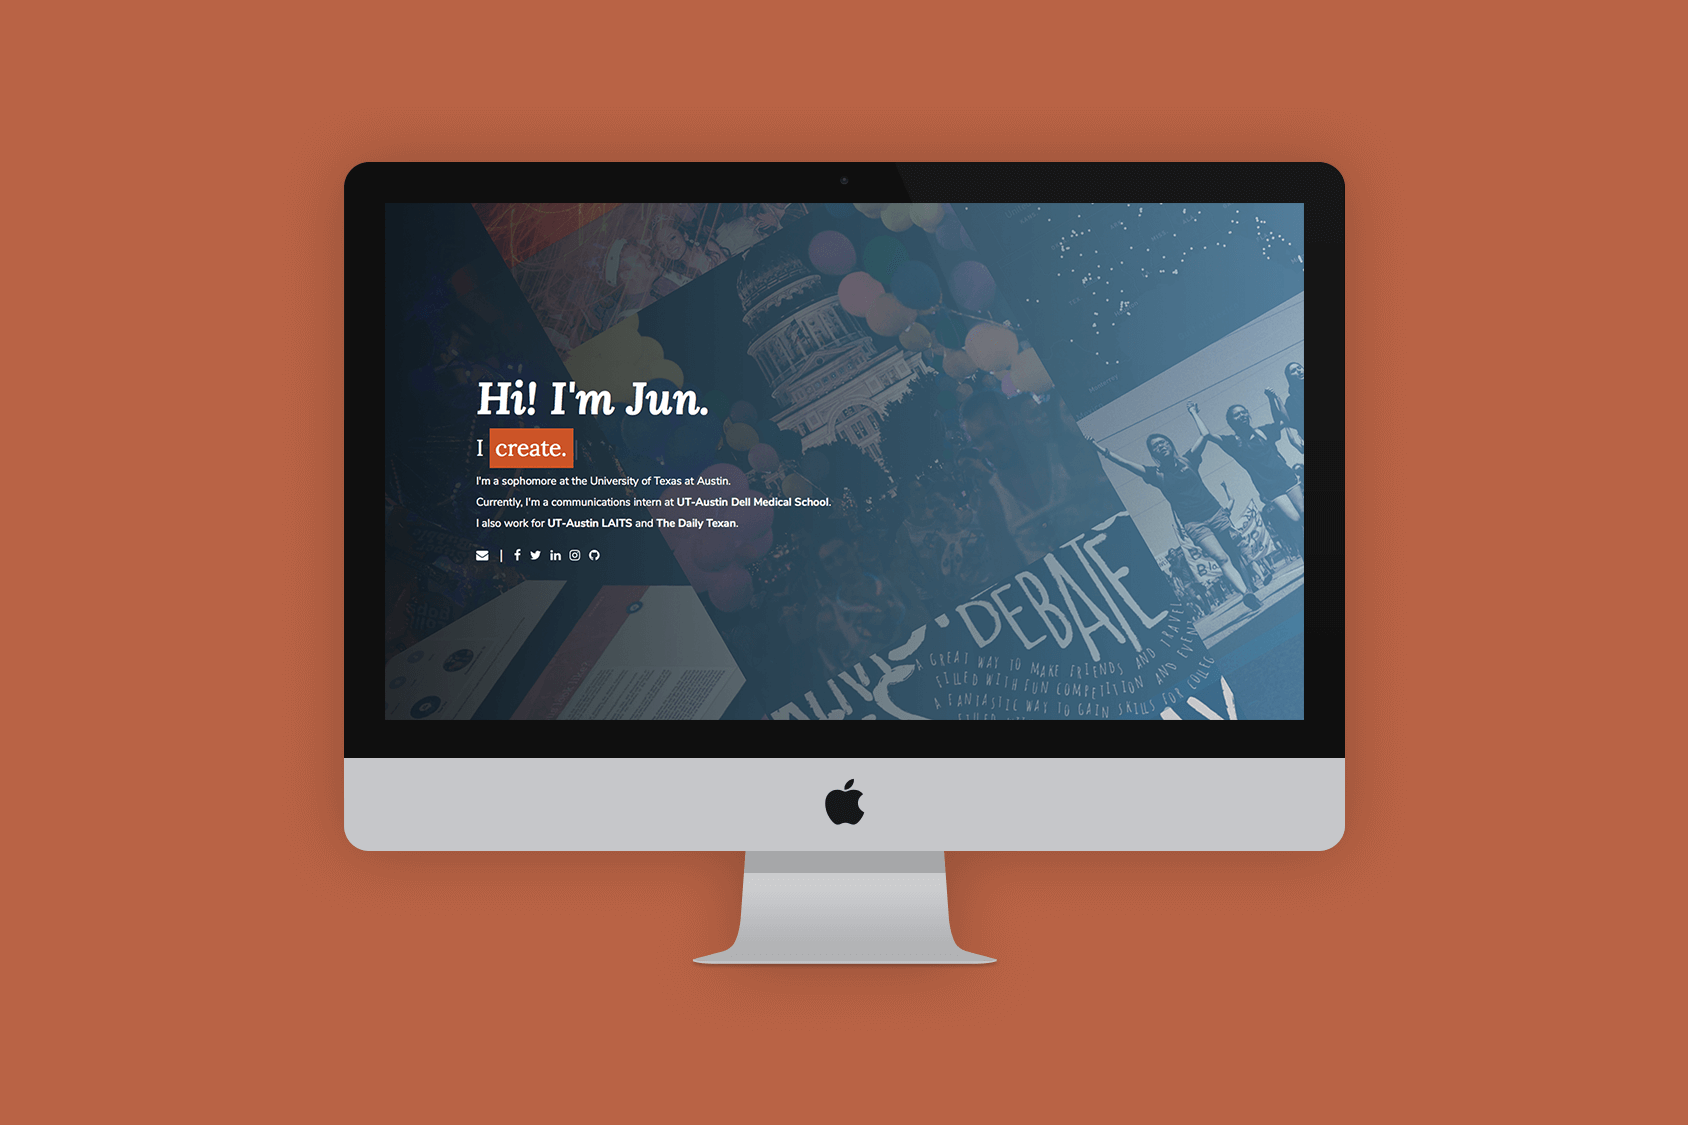 Hi! I'm Jun.
I create.
I'm a sophomore at the University of Texas at Austin.
Currently, I'm a communications intern at UT-Austin Dell Medical School.
I also work for UT-Austin LAITS and The Daily Texan.
|
DEBATE
A GREAT WAY TO MAKE FRIENDS AND TRAVEL
FILLED WITH FUN COMPETITION AND
A FANTASTIC WAY TO GAIN SKILLS FOR
FILLED
Monterrey